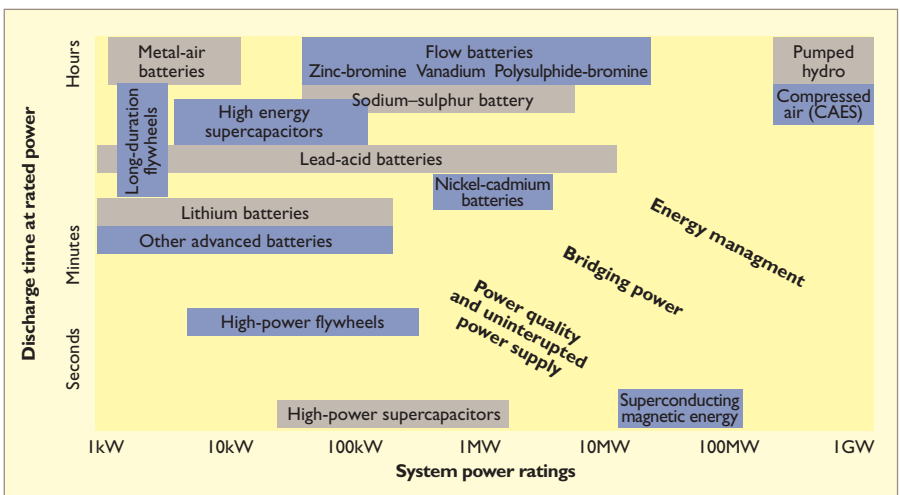 Metal-air
batteries
Flow batteries
Zinc-bromine Vanadium Polysulphide-bromine
Pumped
hydro
Sodium–sulphur battery
Compressed
air (CAES)
Long-duration
flywheels
High energy
supercapacitors
Lead-acid batteries
Nickel-cadmium
batteries
Lithium batteries
Other advanced batteries
Energy managment
Bridging power
Power quality
and uninterupted
power supply
High-power flywheels
High-power supercapacitors
Superconducting
magnetic energy
Discharge time at rated power
Hours
Minutes
Seconds
1kW 10kW 100kW 1MW 10MW 100MW 1GW
System power ratings